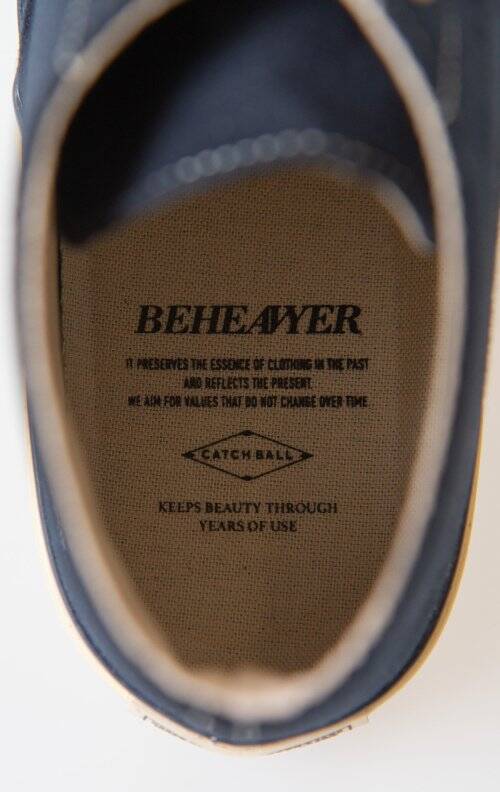 BEHEAVYER
IT PRESERVES THE ESSENCE OF CLOTHING IN THE PAST
AND REFLECTS THE PRESENT.
WE AIM FOR VALUES THAT DO NOT CHANGE OVER TIME
CATCH BALL
KEEPS BEAUTY THROUGH
YEARS OF USE